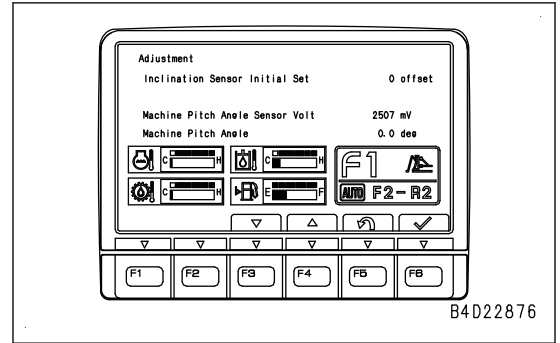 Adjustment
Inclination Sensor Initial Set 0 offset
Machine Pitch Angle Sensor Volt 2507 mV
Machine Pitch Angle 0.0 deg
C H C H F1
C H E F AUTO F2-R2
F1 F2 F3 F4 F5 F6
B4D22876